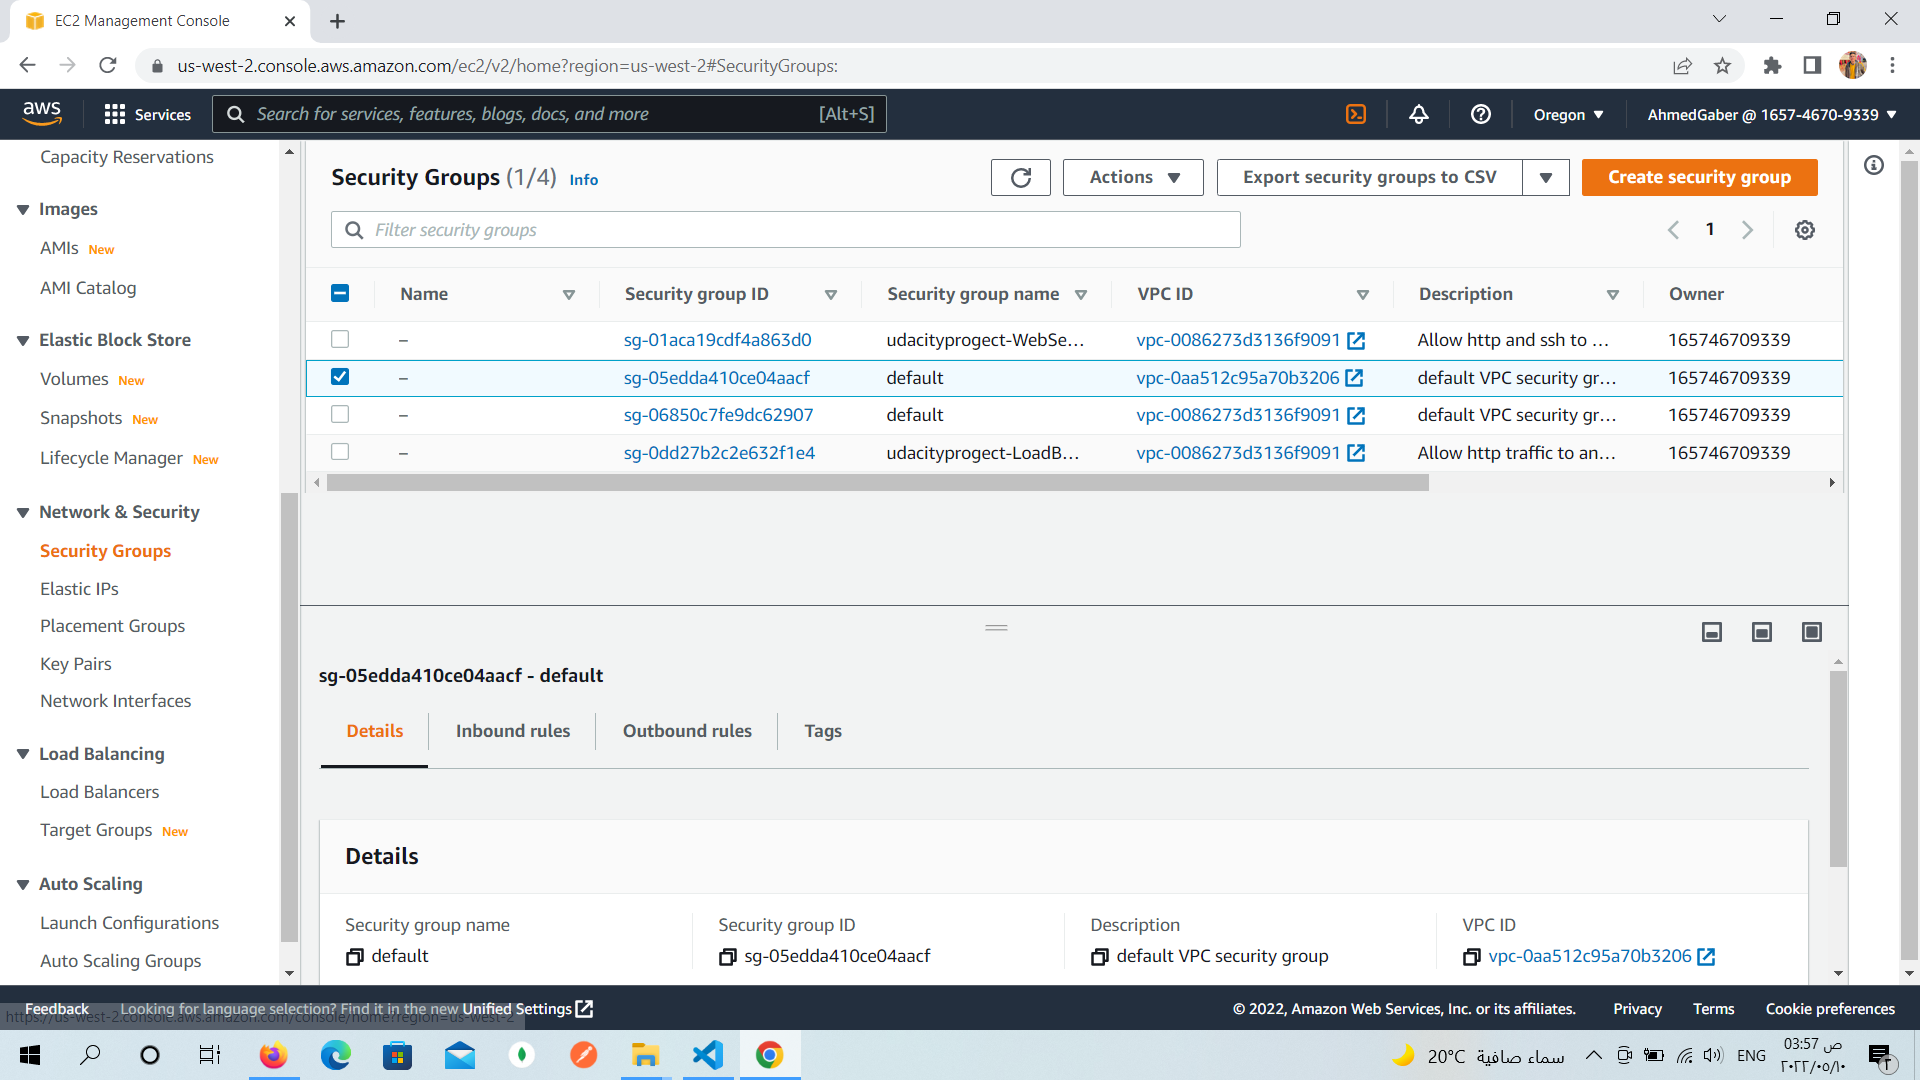 EC2 Management Console
us-west-2.console.aws.amazon.com/ec2/v2/home?region=us-west-2#SecurityGroups:
aws
Services
Search for services, features, blogs, docs, and more
[Alt+S]
Oregon
AhmedGaber @ 1657-4670-9339
Capacity Reservations
Images
AMIs New
AMI Catalog
Elastic Block Store
Volumes New
Snapshots New
Lifecycle Manager New
Network & Security
Security Groups
Elastic IPs
Placement Groups
Key Pairs
Network Interfaces
Load Balancing
Load Balancers
Target Groups New
Auto Scaling
Launch Configurations
Auto Scaling Groups
Security Groups (1/4) Info
Actions
Export security groups to CSV
Create security group
Filter security groups
1
Name Security group ID Security group name VPC ID Description Owner
– sg-01aca19cdf4a863d0 udacityprogect-WebSe... vpc-0086273d3136f9091 Allow http and ssh to ... 165746709339
– sg-05edda410ce04aacf default vpc-0aa512c95a70b3206 default VPC security gr... 165746709339
– sg-06850c7fe9dc62907 default vpc-0086273d3136f9091 default VPC security gr... 165746709339
– sg-0dd27b2c2e632f1e4 udacityprogect-LoadB... vpc-0086273d3136f9091 Allow http traffic to an... 165746709339
sg-05edda410ce04aacf - default
Details Inbound rules Outbound rules Tags
Details
Security group name
default
Security group ID
sg-05edda410ce04aacf
Description
default VPC security group
VPC ID
vpc-0aa512c95a70b3206
Feedback
Looking for language selection? Find it in the new Unified Settings
© 2022, Amazon Web Services, Inc. or its affiliates.
Privacy
Terms
Cookie preferences
https://us-west-2.console.aws.amazon.com/console/home?region=us-west-2
20°C سماء صافية
ENG
03:57 ص
٢٠٢٢/٠٥/١٠
٢